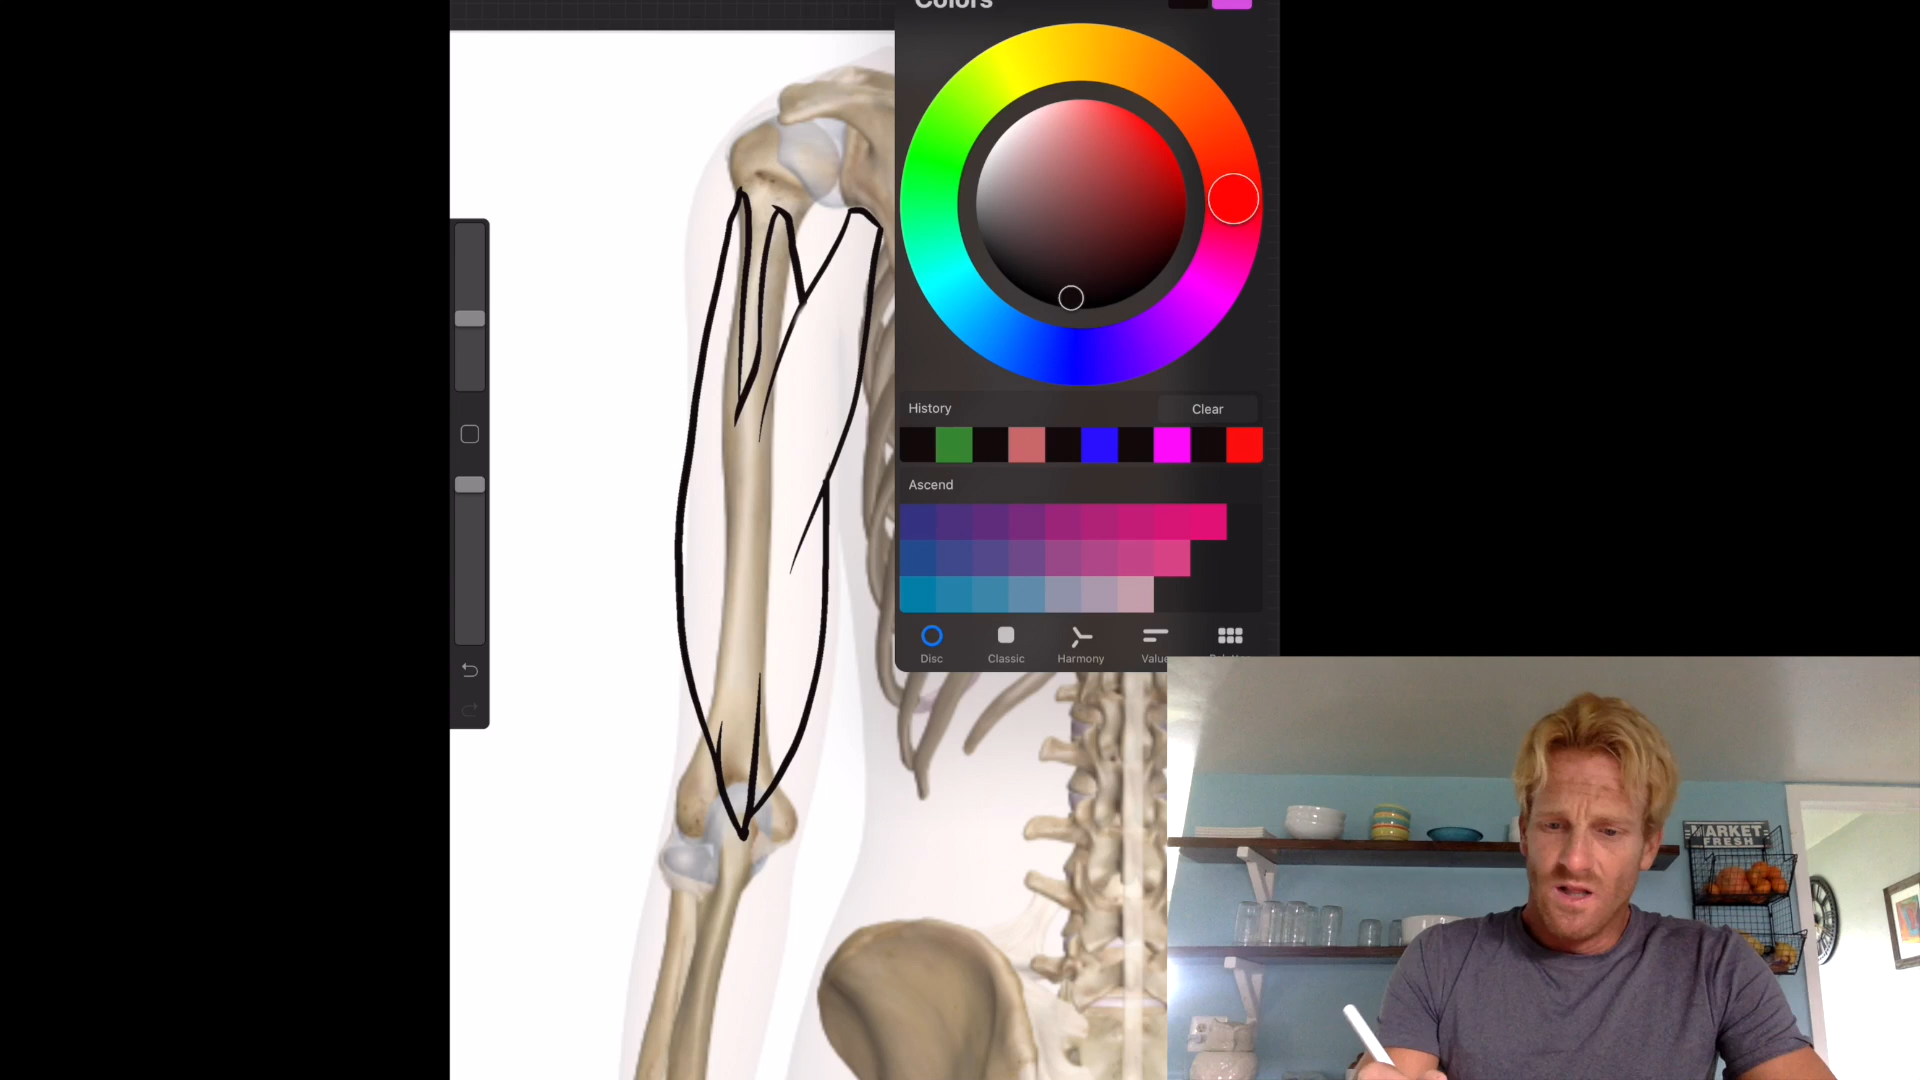 Colors
History
Clear
Ascend
Disc
Classic
Harmony
Value
MARKET
FRESH